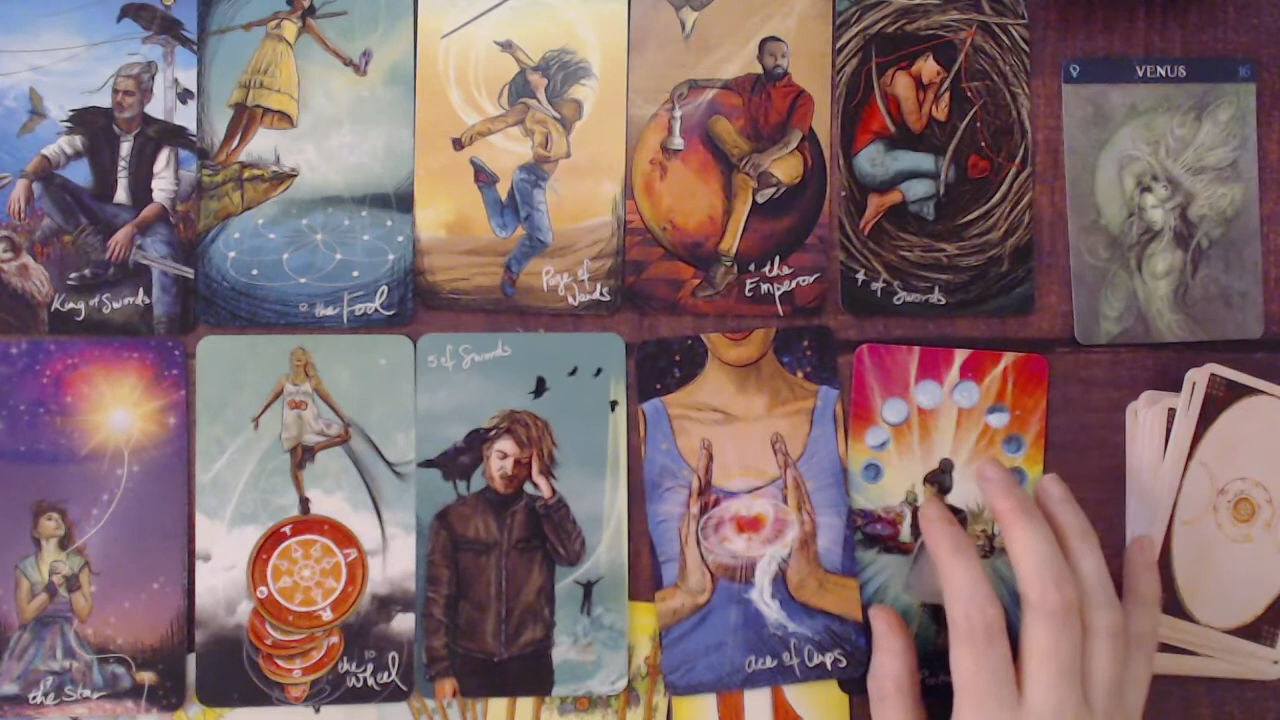 King of Swords
0 the Fool
Page of
Wands
4 the
Emperor
4 of Swords
VENUS 16
the Star
T A R O
10
the Wheel
5 of Swords
ace of Cups